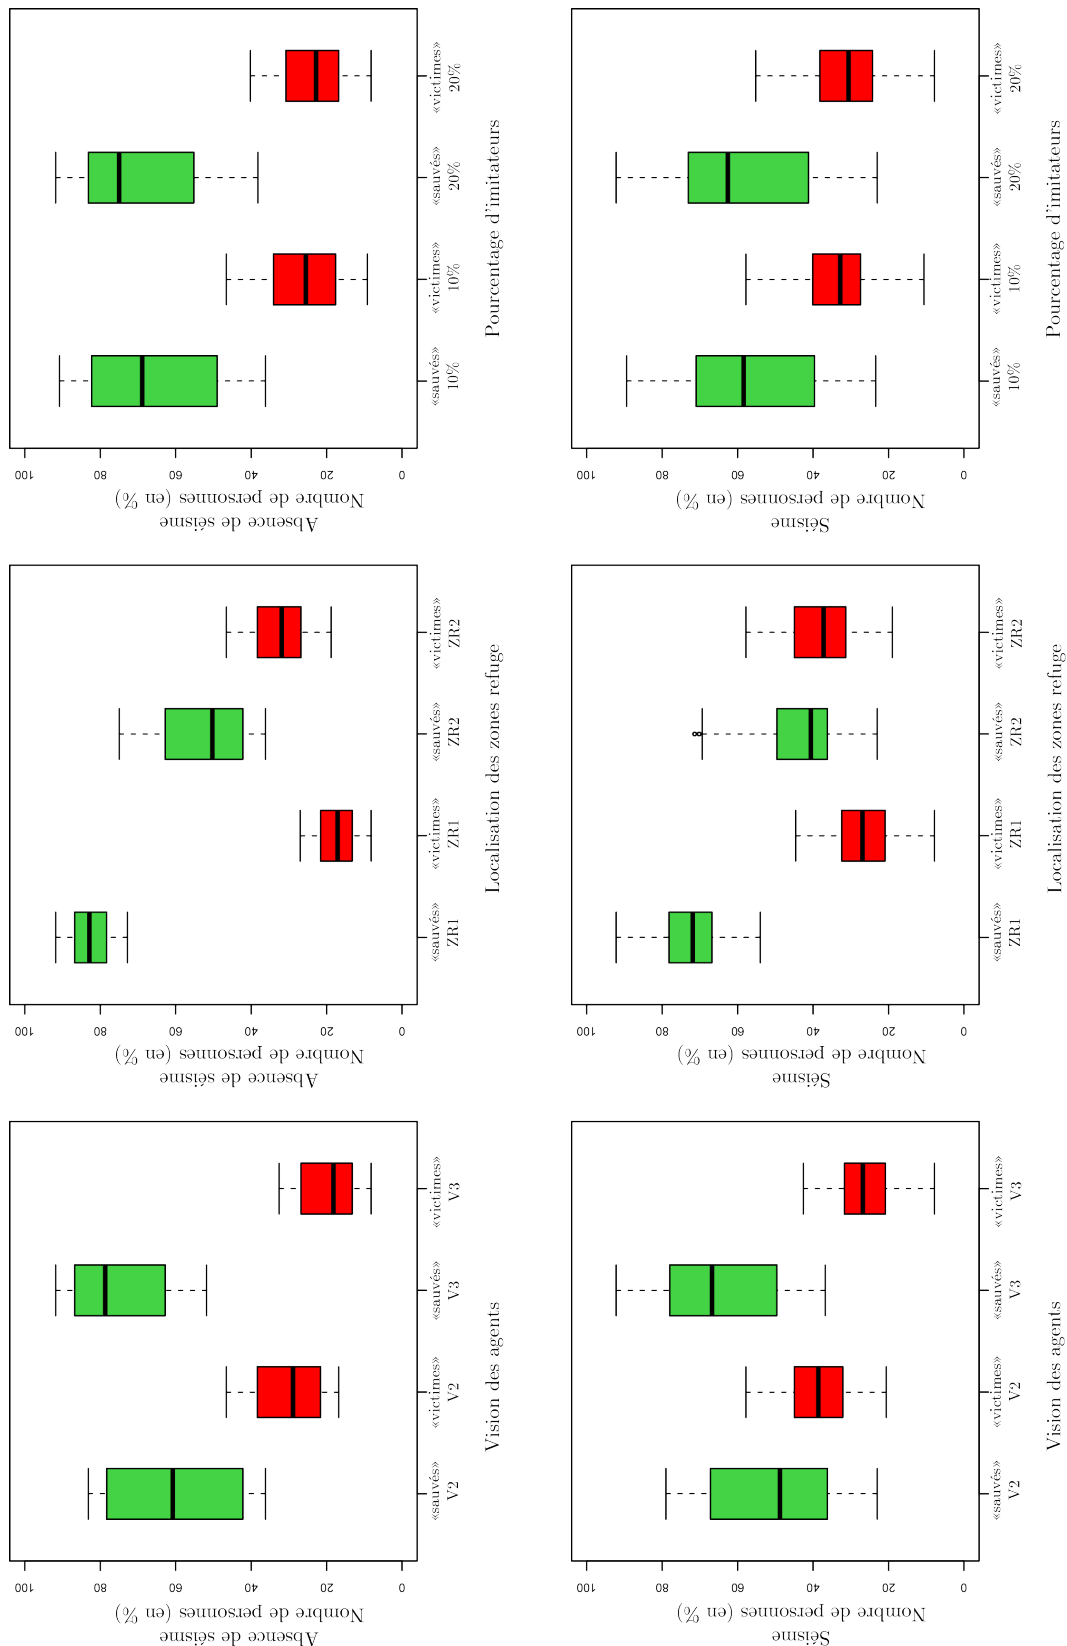 Absence de séisme
Nombre de personnes (en %)
100
80
60
40
20
0
«sauvés» «victimes» «sauvés» «victimes»
V2 V2 V3 V3
Vision des agents
Absence de séisme
Nombre de personnes (en %)
100
80
60
40
20
0
«sauvés» «victimes» «sauvés» «victimes»
ZR1 ZR1 ZR2 ZR2
Localisation des zones refuge
Absence de séisme
Nombre de personnes (en %)
100
80
60
40
20
0
«sauvés» «victimes» «sauvés» «victimes»
10% 10% 20% 20%
Pourcentage d'imitateurs
Séisme
Nombre de personnes (en %)
100
80
60
40
20
0
«sauvés» «victimes» «sauvés» «victimes»
V2 V2 V3 V3
Vision des agents
Séisme
Nombre de personnes (en %)
100
80
60
40
20
0
«sauvés» «victimes» «sauvés» «victimes»
ZR1 ZR1 ZR2 ZR2
Localisation des zones refuge
Séisme
Nombre de personnes (en %)
100
80
60
40
20
0
«sauvés» «victimes» «sauvés» «victimes»
10% 10% 20% 20%
Pourcentage d'imitateurs